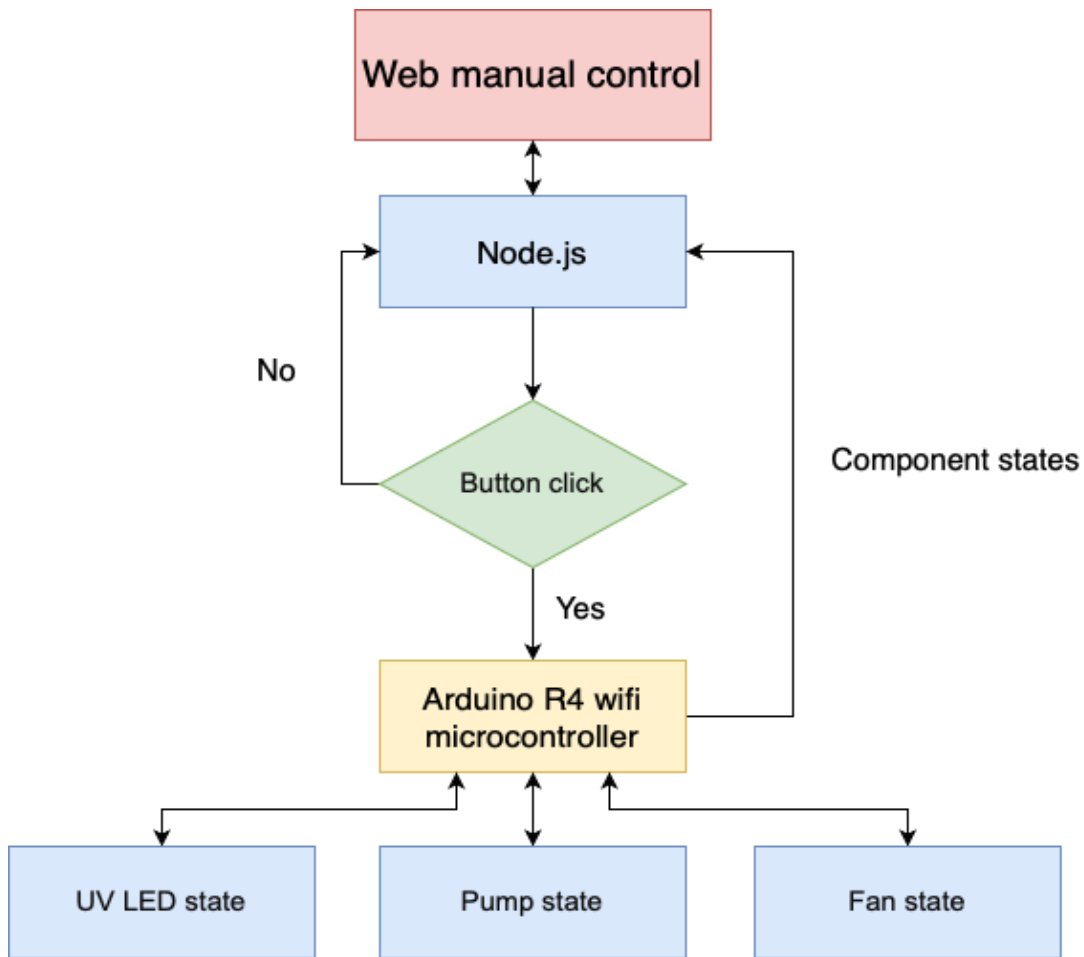 Web manual control
Node.js
No
Button click
Component states
Yes
Arduino R4 wifi
microcontroller
UV LED state
Pump state
Fan state